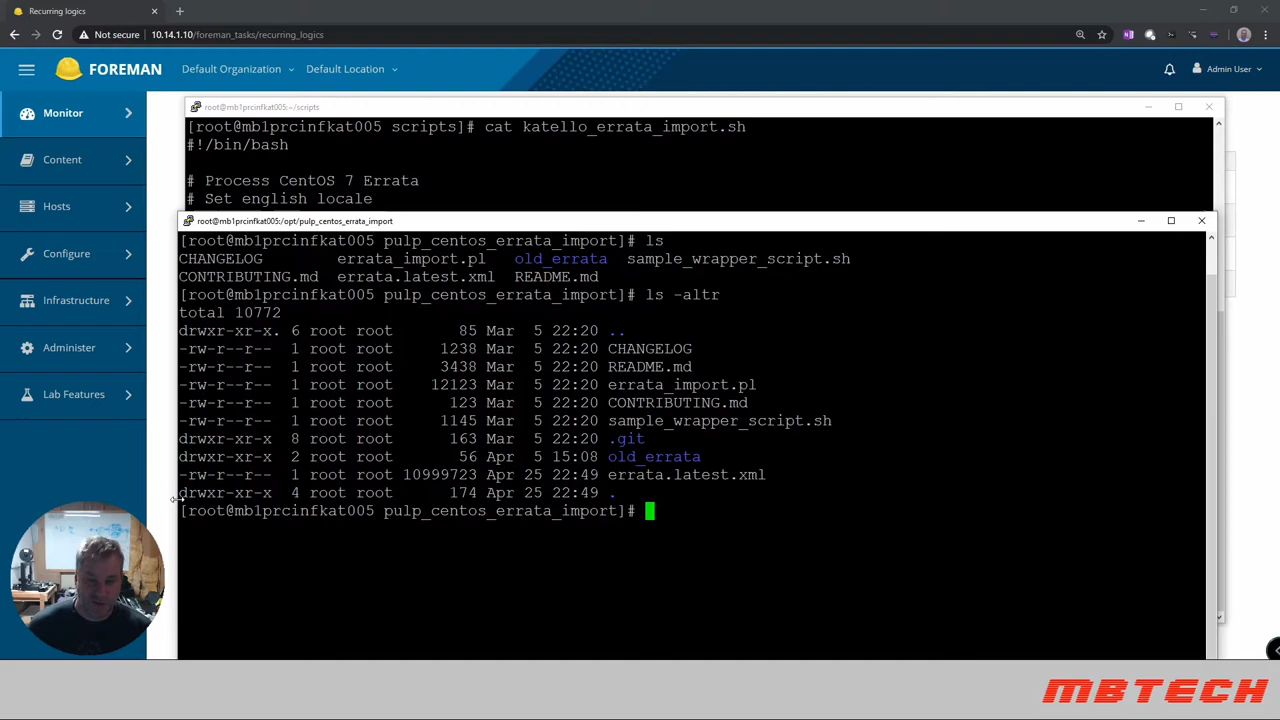 Recurring logics
Not secure 10.14.1.10/foreman_tasks/recurring_logics
FOREMAN Default Organization Default Location Admin User
Monitor
Content
Hosts
Configure
Infrastructure
Administer
Lab Features
root@mb1prcinfkat005:~/scripts
[root@mb1prcinfkat005 scripts]# cat katello_errata_import.sh
#!/bin/bash
# Process CentOS 7 Errata
# Set english locale
root@mb1prcinfkat005:/opt/pulp_centos_errata_import
[root@mb1prcinfkat005 pulp_centos_errata_import]# ls
CHANGELOG errata_import.pl old_errata sample_wrapper_script.sh
CONTRIBUTING.md errata.latest.xml README.md
[root@mb1prcinfkat005 pulp_centos_errata_import]# ls -altr
total 10772
drwxr-xr-x. 6 root root 85 Mar 5 22:20 ..
-rw-r--r-- 1 root root 1238 Mar 5 22:20 CHANGELOG
-rw-r--r-- 1 root root 3438 Mar 5 22:20 README.md
-rw-r--r-- 1 root root 12123 Mar 5 22:20 errata_import.pl
-rw-r--r-- 1 root root 123 Mar 5 22:20 CONTRIBUTING.md
-rw-r--r-- 1 root root 1145 Mar 5 22:20 sample_wrapper_script.sh
drwxr-xr-x 8 root root 163 Mar 5 22:20 .git
drwxr-xr-x 2 root root 56 Apr 5 15:08 old_errata
-rw-r--r-- 1 root root 10999723 Apr 25 22:49 errata.latest.xml
drwxr-xr-x 4 root root 174 Apr 25 22:49 .
[root@mb1prcinfkat005 pulp_centos_errata_import]#
MBTECH